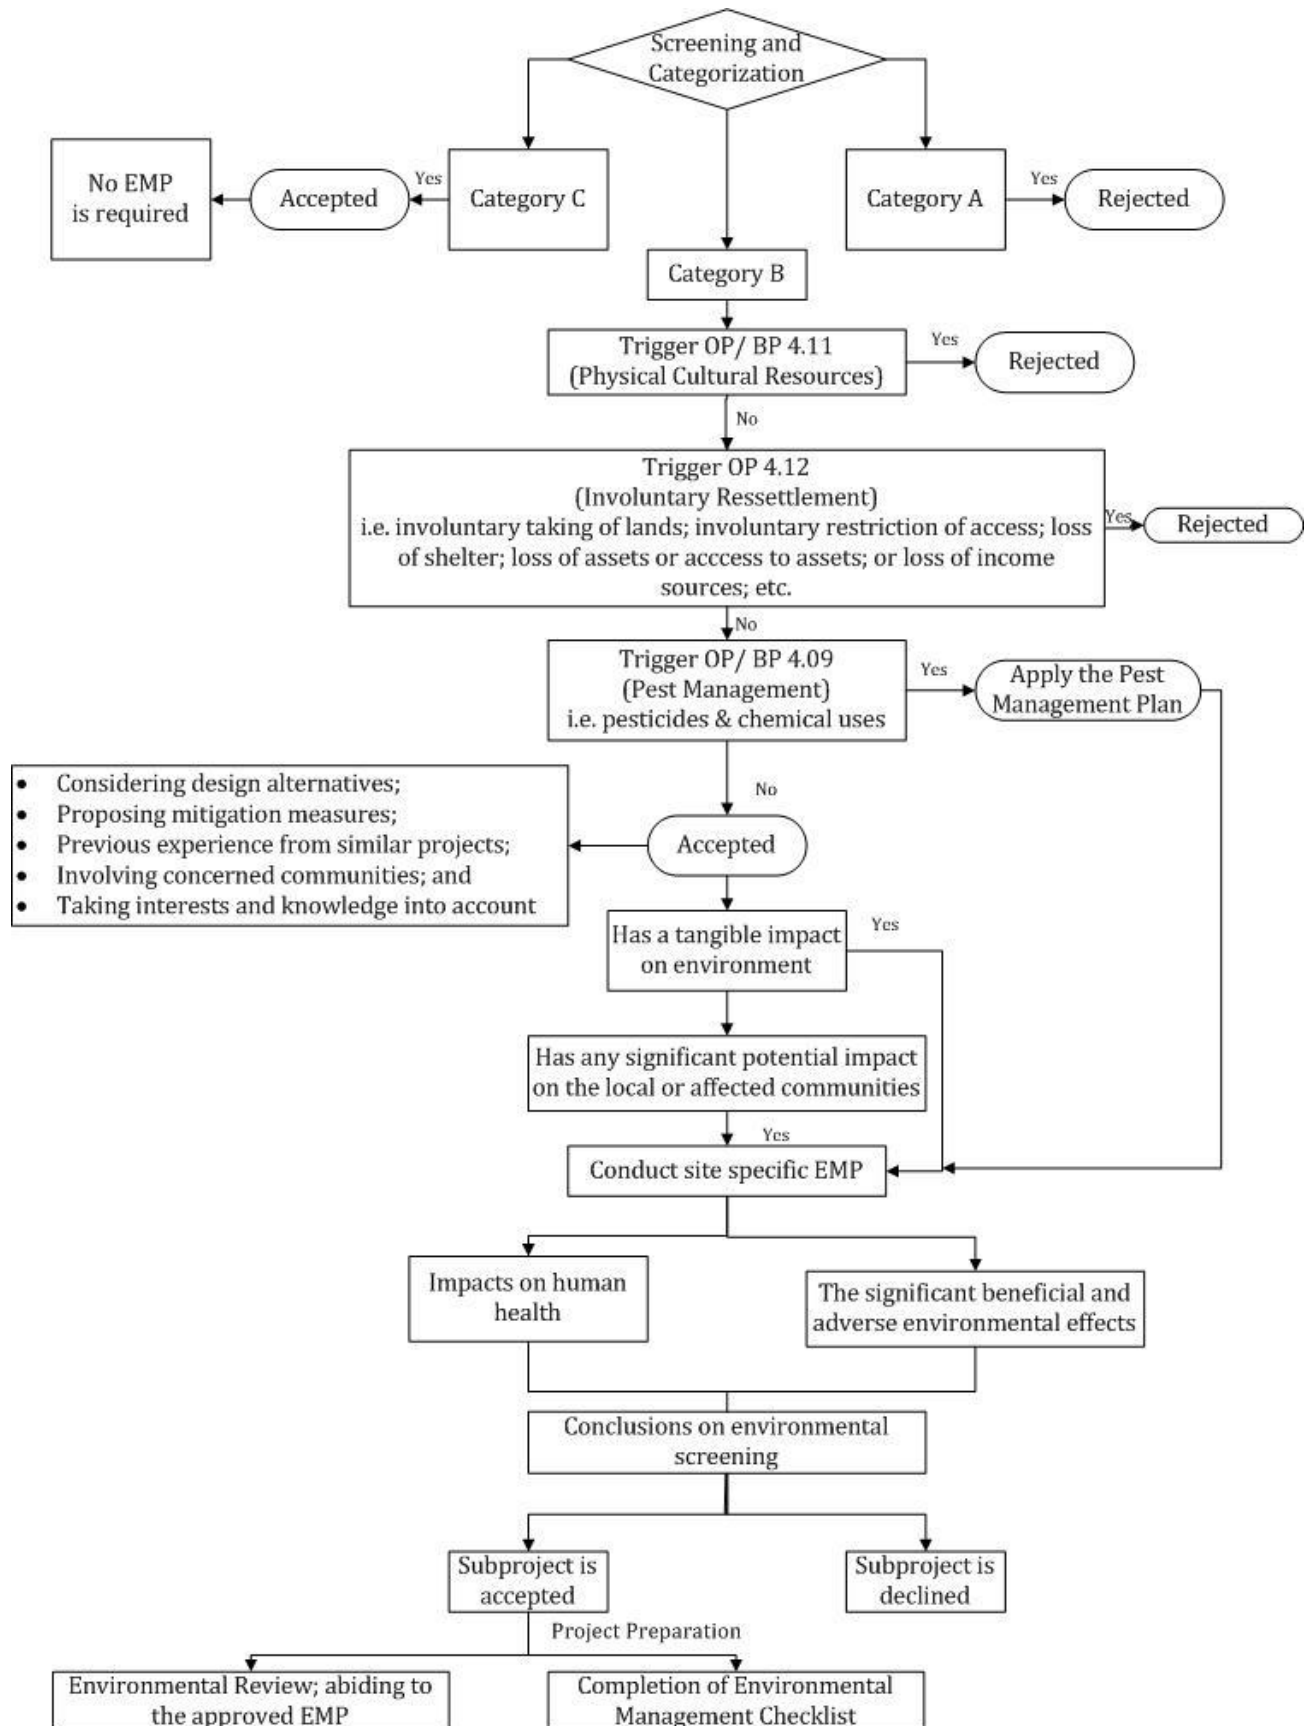 Screening and
Categorization
No EMP
is required
Accepted
Yes
Category C
Category A
Yes
Rejected
Category B
Trigger OP/ BP 4.11
(Physical Cultural Resources)
Yes
Rejected
No
Trigger OP 4.12
(Involuntary Ressettlement)
i.e. involuntary taking of lands; involuntary restriction of access; loss
of shelter; loss of assets or acccess to assets; or loss of income
sources; etc.
Yes
Rejected
No
Trigger OP/ BP 4.09
(Pest Management)
i.e. pesticides & chemical uses
Yes
Apply the Pest
Management Plan
No
• Considering design alternatives;
• Proposing mitigation measures;
• Previous experience from similar projects;
• Involving concerned communities; and
• Taking interests and knowledge into account
Accepted
Has a tangible impact
on environment
Yes
Has any significant potential impact
on the local or affected communities
Yes
Conduct site specific EMP
Impacts on human
health
The significant beneficial and
adverse environmental effects
Conclusions on environmental
screening
Subproject is
accepted
Subproject is
declined
Project Preparation
Environmental Review; abiding to
the approved EMP
Completion of Environmental
Management Checklist